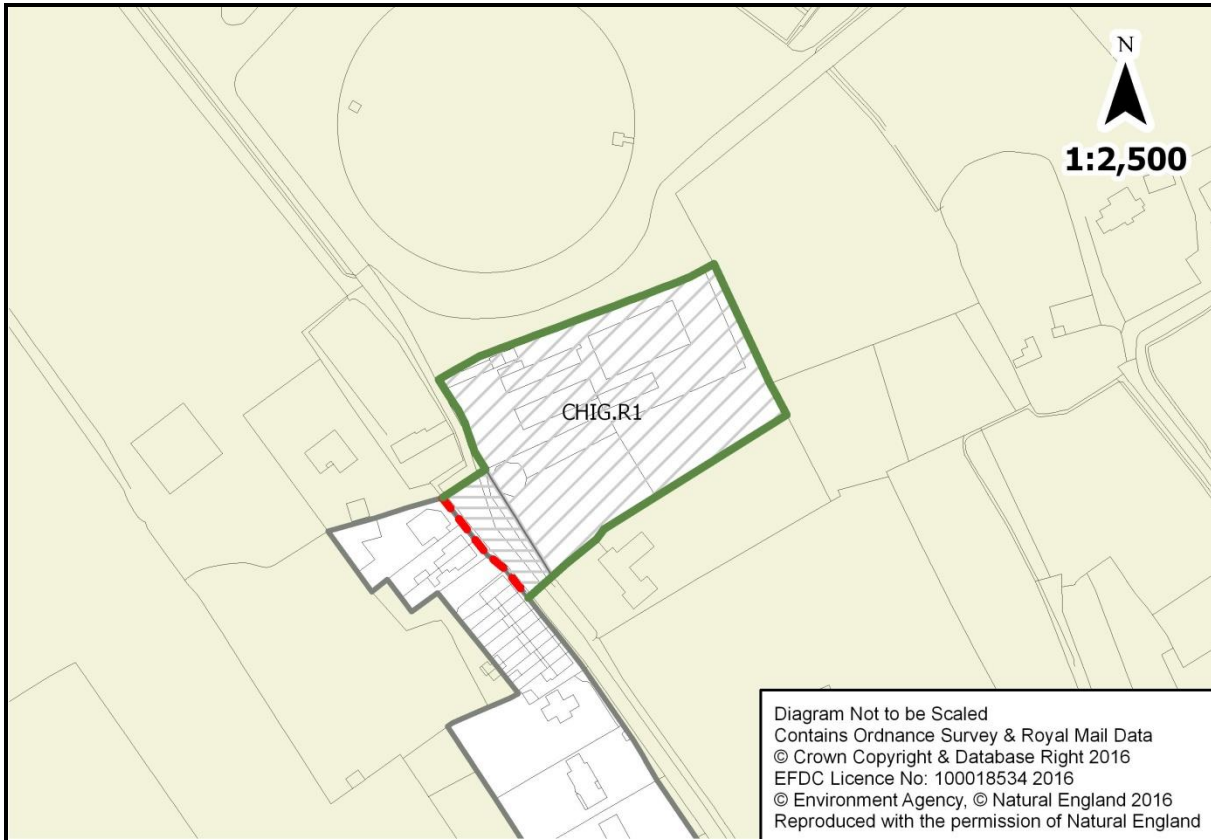 N
1:2,500
CHIG.R1
Diagram Not to be Scaled
Contains Ordnance Survey & Royal Mail Data
© Crown Copyright & Database Right 2016
EFDC Licence No: 100018534 2016
© Environment Agency, © Natural England 2016
Reproduced with the permission of Natural England